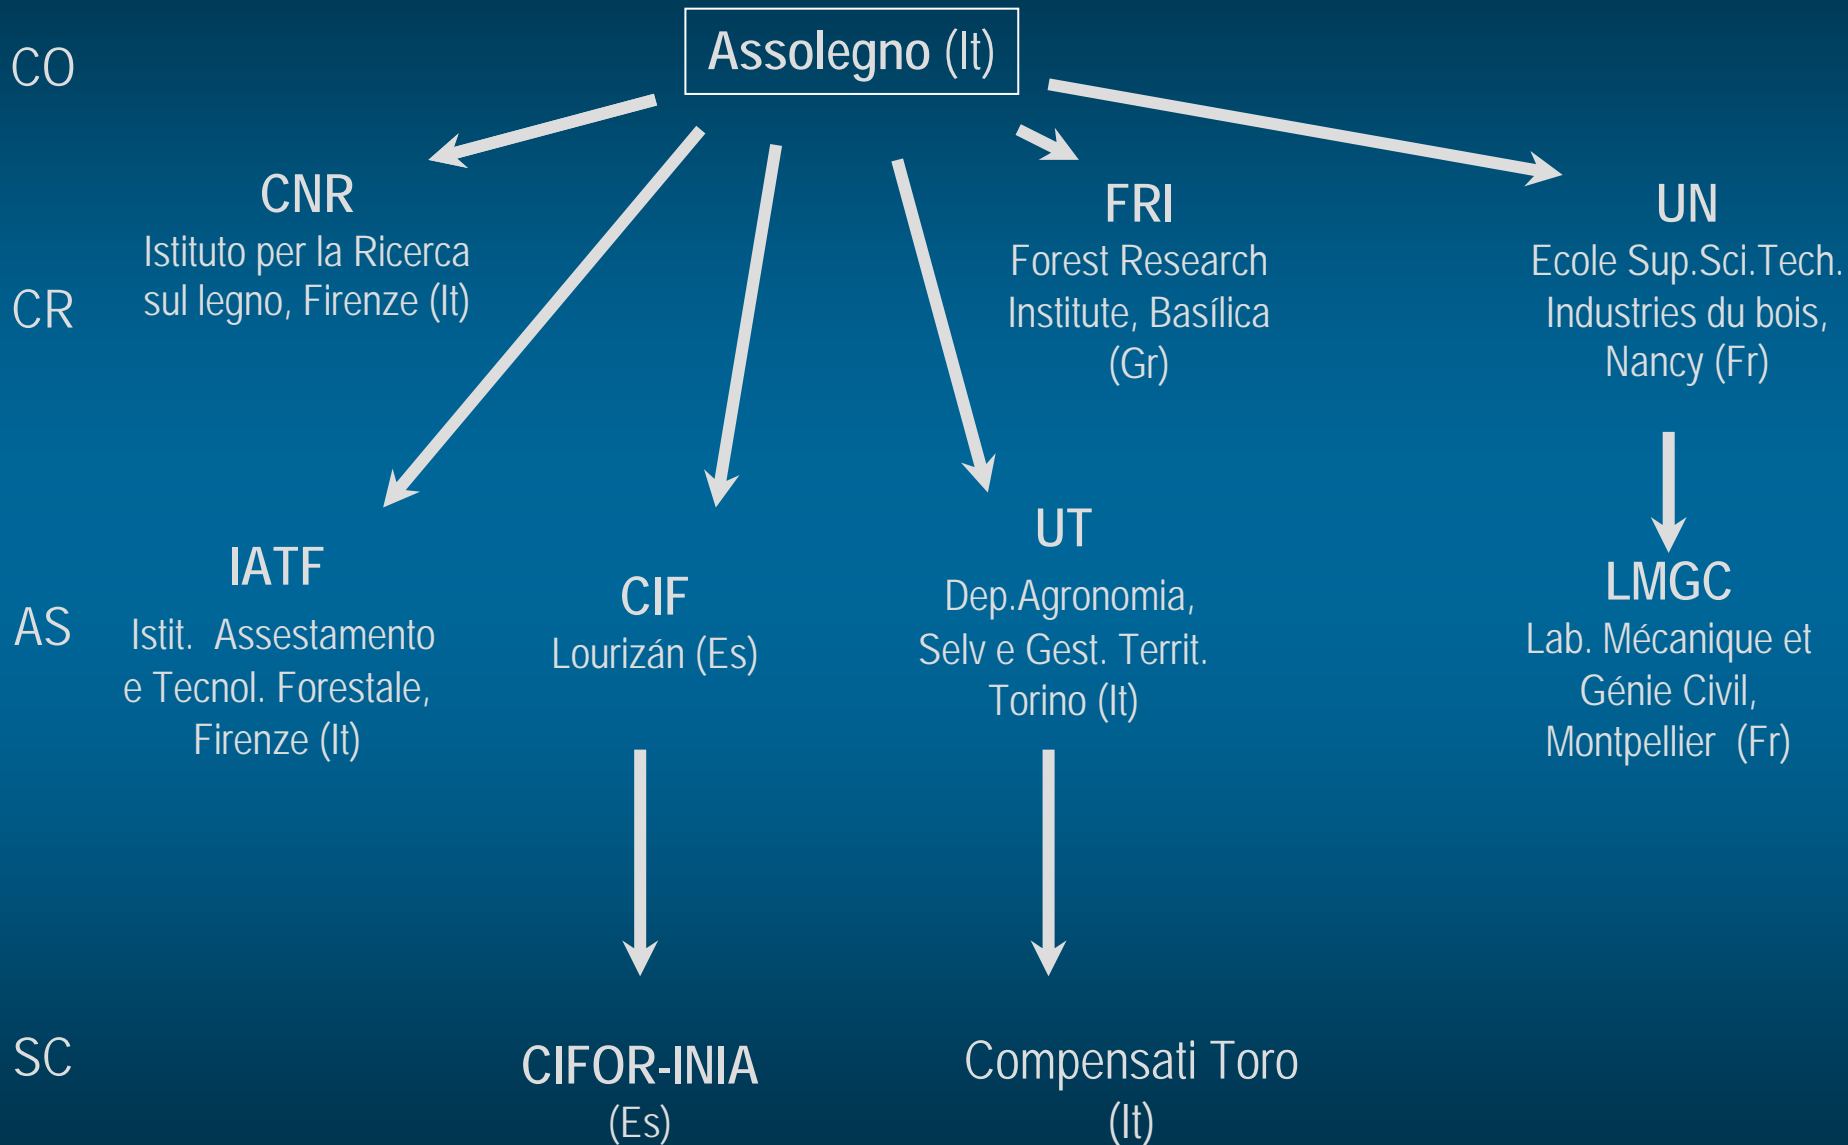 CO
Assolegno (It)
CR
CNR
Istituto per la Ricerca
sul legno, Firenze (It)
FRI
Forest Research
Institute, Basílica
(Gr)
UN
Ecole Sup.Sci.Tech.
Industries du bois,
Nancy (Fr)
AS
IATF
Istit. Assestamento
e Tecnol. Forestale,
Firenze (It)
CIF
Lourizán (Es)
UT
Dep.Agronomia,
Selv e Gest. Territ.
Torino (It)
LMGC
Lab. Mécanique et
Génie Civil,
Montpellier (Fr)
SC
CIFOR-INIA
(Es)
Compensati Toro
(It)